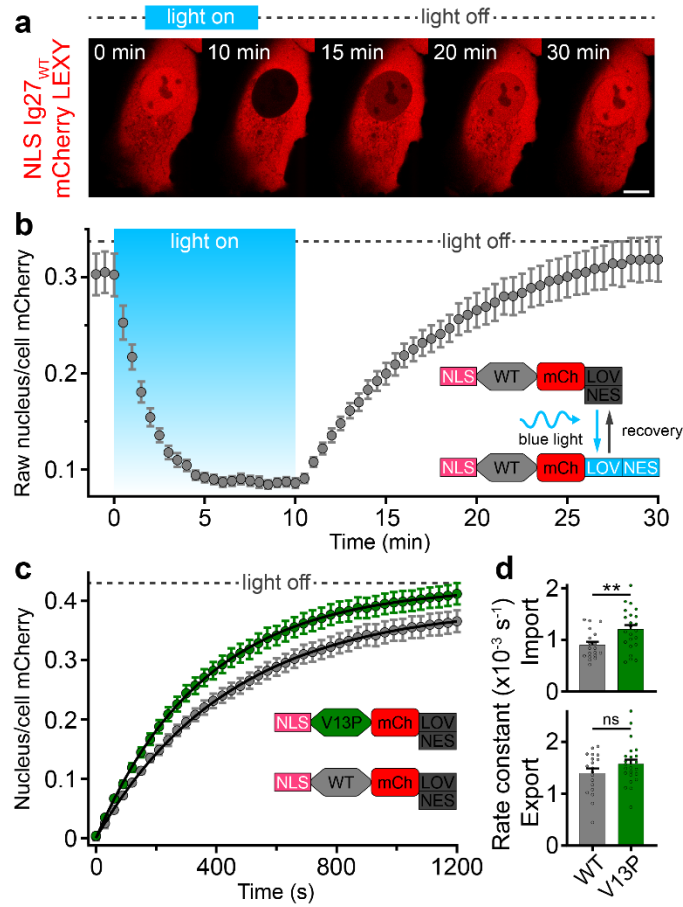 a
light on
light off
NLS Ig27WT
mCherry LEXY
0 min
10 min
15 min
20 min
30 min
b
light on
light off
Raw nucleus/cell mCherry
0.3
0.2
0.1
NLS
WT
mCh
LOV
NES
blue light
recovery
NLS
WT
mCh
LOV
NES
0
5
10
15
20
25
30
Time (min)
c
light off
Nucleus/cell mCherry
0.4
0.3
0.2
0.1
0
NLS
V13P
mCh
LOV
NES
NLS
WT
mCh
LOV
NES
0
400
800
1200
Time (s)
d
Rate constant (x10⁻³ s⁻¹)
Import
2
1
0
**
Export
2
1
0
ns
WT
V13P